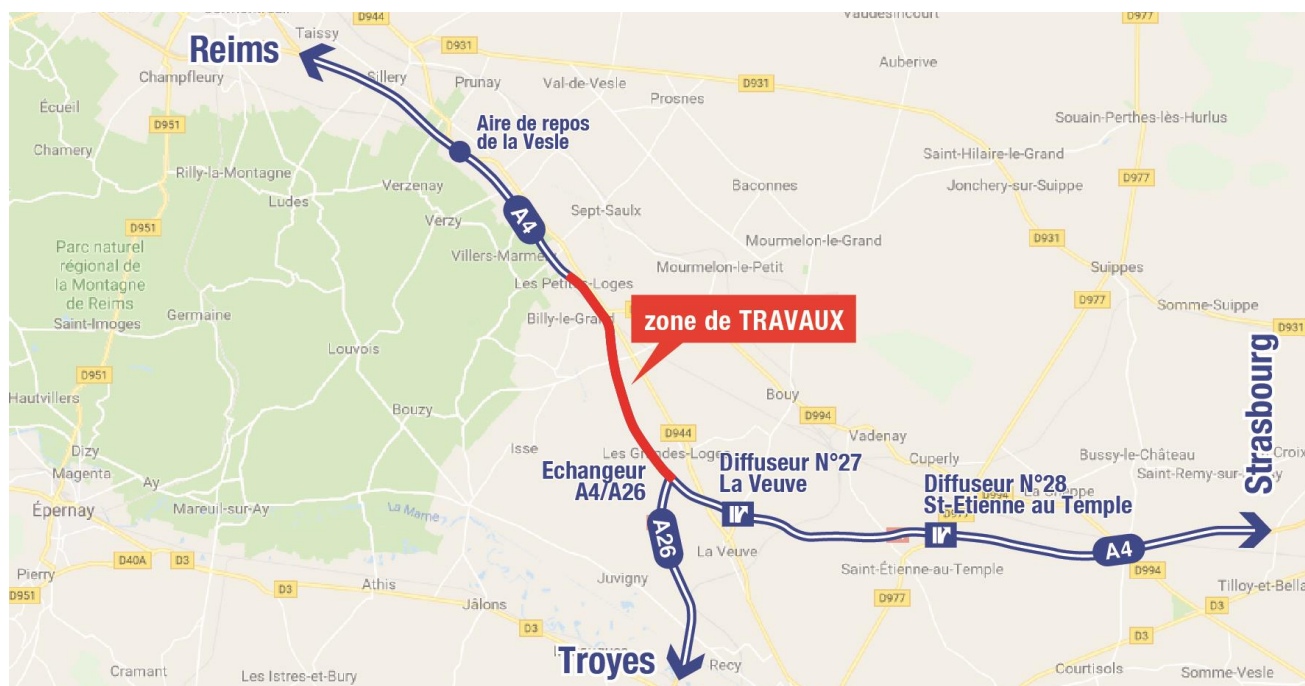 D944
Taissy
Vaudesincourt
D977
Reims
D931
Champfleury
Sillery
Prunay
Val-de-Vesle
Auberive
D931
Prosnes
Écueil
D951
Aire de repos
de la Vesle
Souain-Perthes-lès-Hurlus
Chamery
Rilly-la-Montagne
Verzenay
Saint-Hilaire-le-Grand
D977
Ludes
Baconnes
Jonchery-sur-Suippe
A4
Sept-Saulx
Verzy
D951
Parc naturel
régional de
la Montagne
de Reims
Villers-Marmery
Mourmelon-le-Grand
D931
Mourmelon-le-Petit
Suippes
Les Petites-Loges
D977
Somme-Suippe
Saint-Imoges
Germaine
Billy-le-Grand
zone de TRAVAUX
D931
Louvois
D951
Hautvillers
Bouzy
Bouy
D994
Strasbourg
Isse
D944
Vadenay
Dizy
Les Grandes-Loges
Cuperly
Bussy-le-Château
Croix
Magenta
Echangeur
A4/A26
Diffuseur N°27
La Veuve
Diffuseur N°28
St-Etienne au Temple
Saint-Remy-sur-
Ay
La Cheppe
D994
Épernay
Mareuil-sur-Ay
La Marne
D977
A26
La Veuve
A4
D40A
D3
Saint-Étienne-au-Temple
D994
Pierry
Athis
Juvigny
Tilloy-et-Bella
D951
D3
Jâlons
D977
D3
D3
D3
Troyes
Recy
Cramant
Les Istres-et-Bury
Courtisols
Somme-Vesle